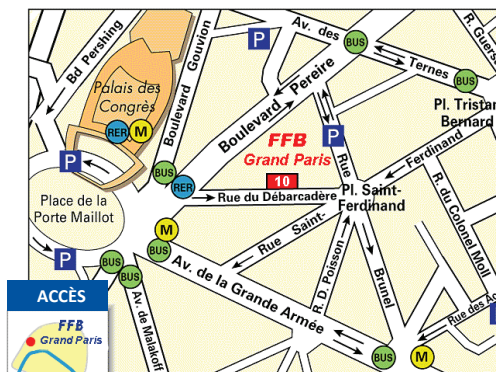 Bd Pershing
Gouvion
Boulevard
P
Av. des
BUS
Ternes
BUS
R. Guers
Palais des
Congrès
RER
M
Boulevard Pereire
Pl. Tristan
Bernard
P
P
FFB
Grand Paris
10
Rue
Ferdinand
BUS
RER
Rue du Débarcadère
Pl. Saint-
Ferdinand
R. du Colonel Moll
Place de la
Porte Maillot
M
BUS
Rue Saint-
P
BUS
BUS
Av. de la Grande Armée
R. D. Poisson
Brunel
Rue des Ac
Av. de Malakoff
BUS
M
ACCÈS
FFB
Grand Paris